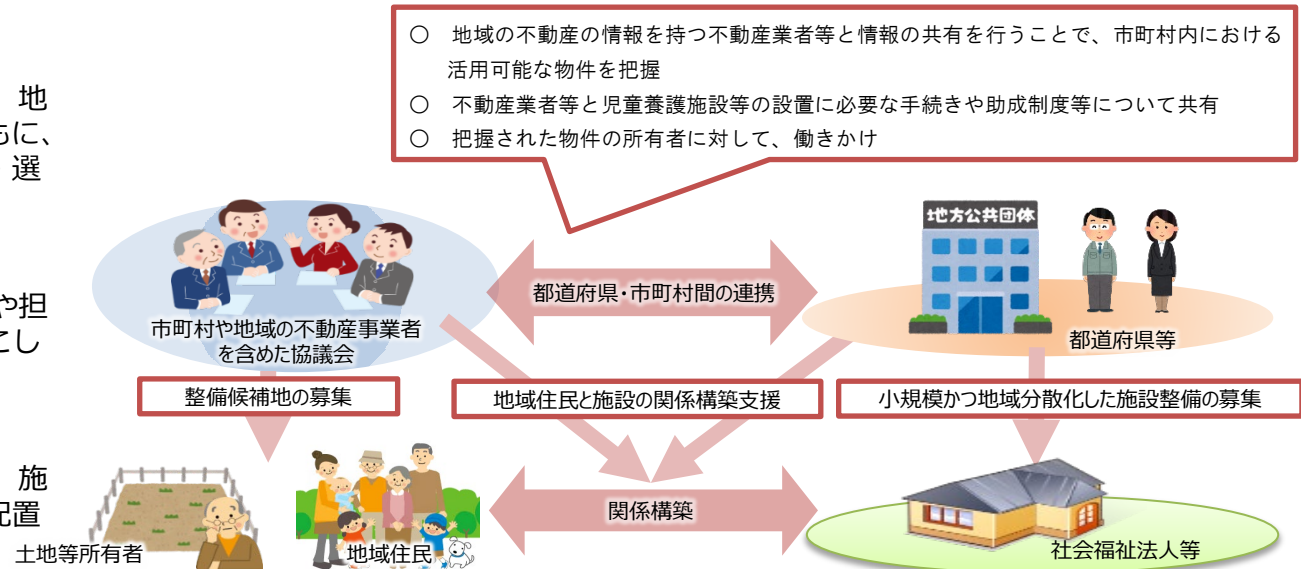 ○ 地域の不動産の情報を持つ不動産業者等と情報の共有を行うことで、市町村内における
活用可能な物件を把握
○ 不動産業者等と児童養護施設等の設置に必要な手続きや助成制度等について共有
○ 把握された物件の所有者に対して、働きかけ
地
もに、
選
や担
こし
施
配置
地方公共団体
都道府県・市町村間の連携
市町村や地域の不動産事業者
を含めた協議会
都道府県等
整備候補地の募集
地域住民と施設の関係構築支援
小規模かつ地域分散化した施設整備の募集
関係構築
土地等所有者
地域住民
社会福祉法人等